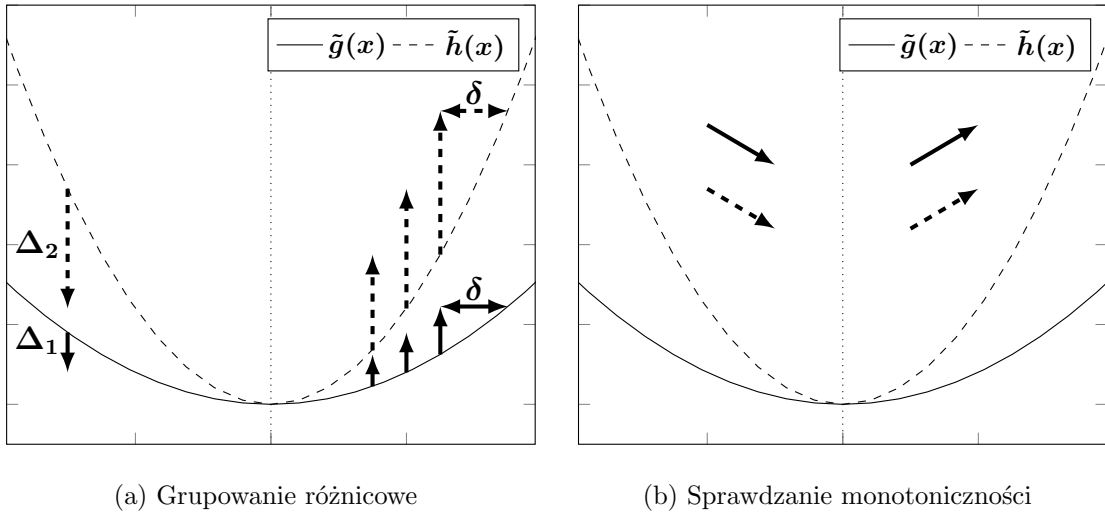 g̃(x) h̃(x)
δ
Δ₂
δ
Δ₁
(a) Grupowanie różnicowe
g̃(x) h̃(x)
(b) Sprawdzanie monotoniczności